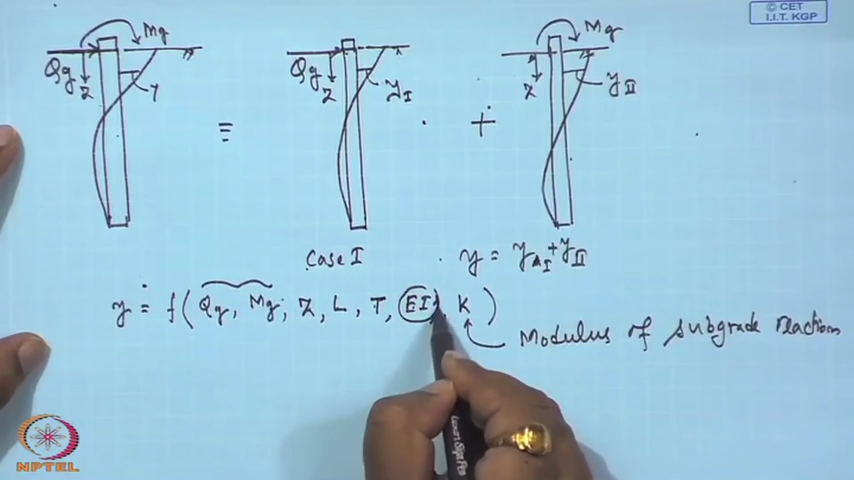 © CET
I.I.T. KGP
Mg
Qg
Z
y
≡
Qg
Z
yI
+
Mg
Z
yII
Case I
y = yAI + yII
y = f(Qg, Mg, Z, L, T, EI, K)
Modulus of subgrade reaction
NPTEL